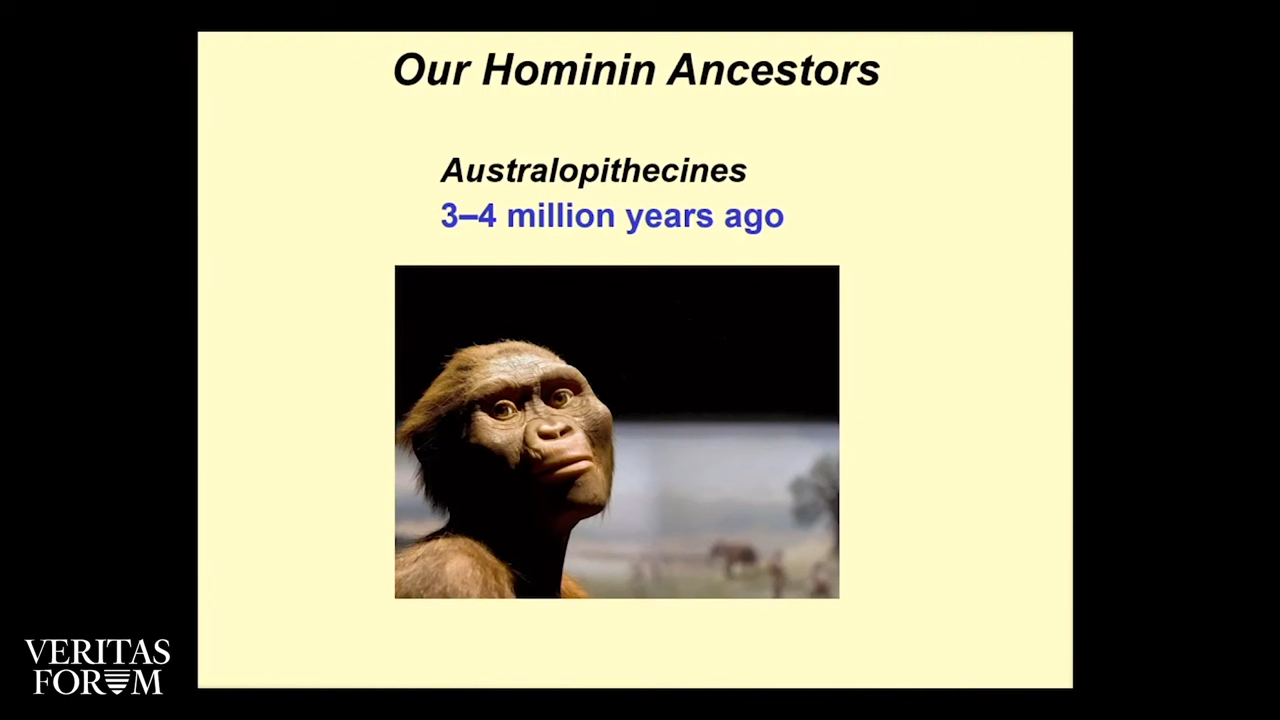 Our Hominin Ancestors
Australopithecines
3–4 million years ago
VERITAS
FORUM